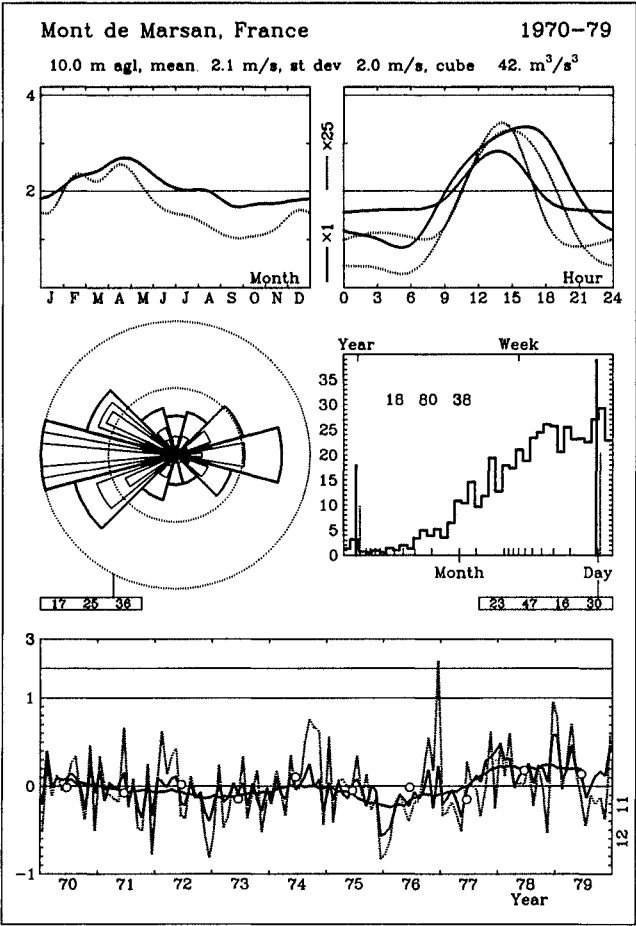 Mont de Marsan, France 1970-79
10.0 m agl, mean 2.1 m/s, st dev 2.0 m/s, cube 42. m³/s³
4
2
Month
J F M A M J J A S O N D
×1 ×25
Hour
0 3 6 9 12 15 18 21 24
Year Week
35
30
25
20
15
10
5
0
18 80 38
Month Day
17 25 36
23 47 16 30
3
1
0
-1
12 11
70 71 72 73 74 75 76 77 78 79
Year